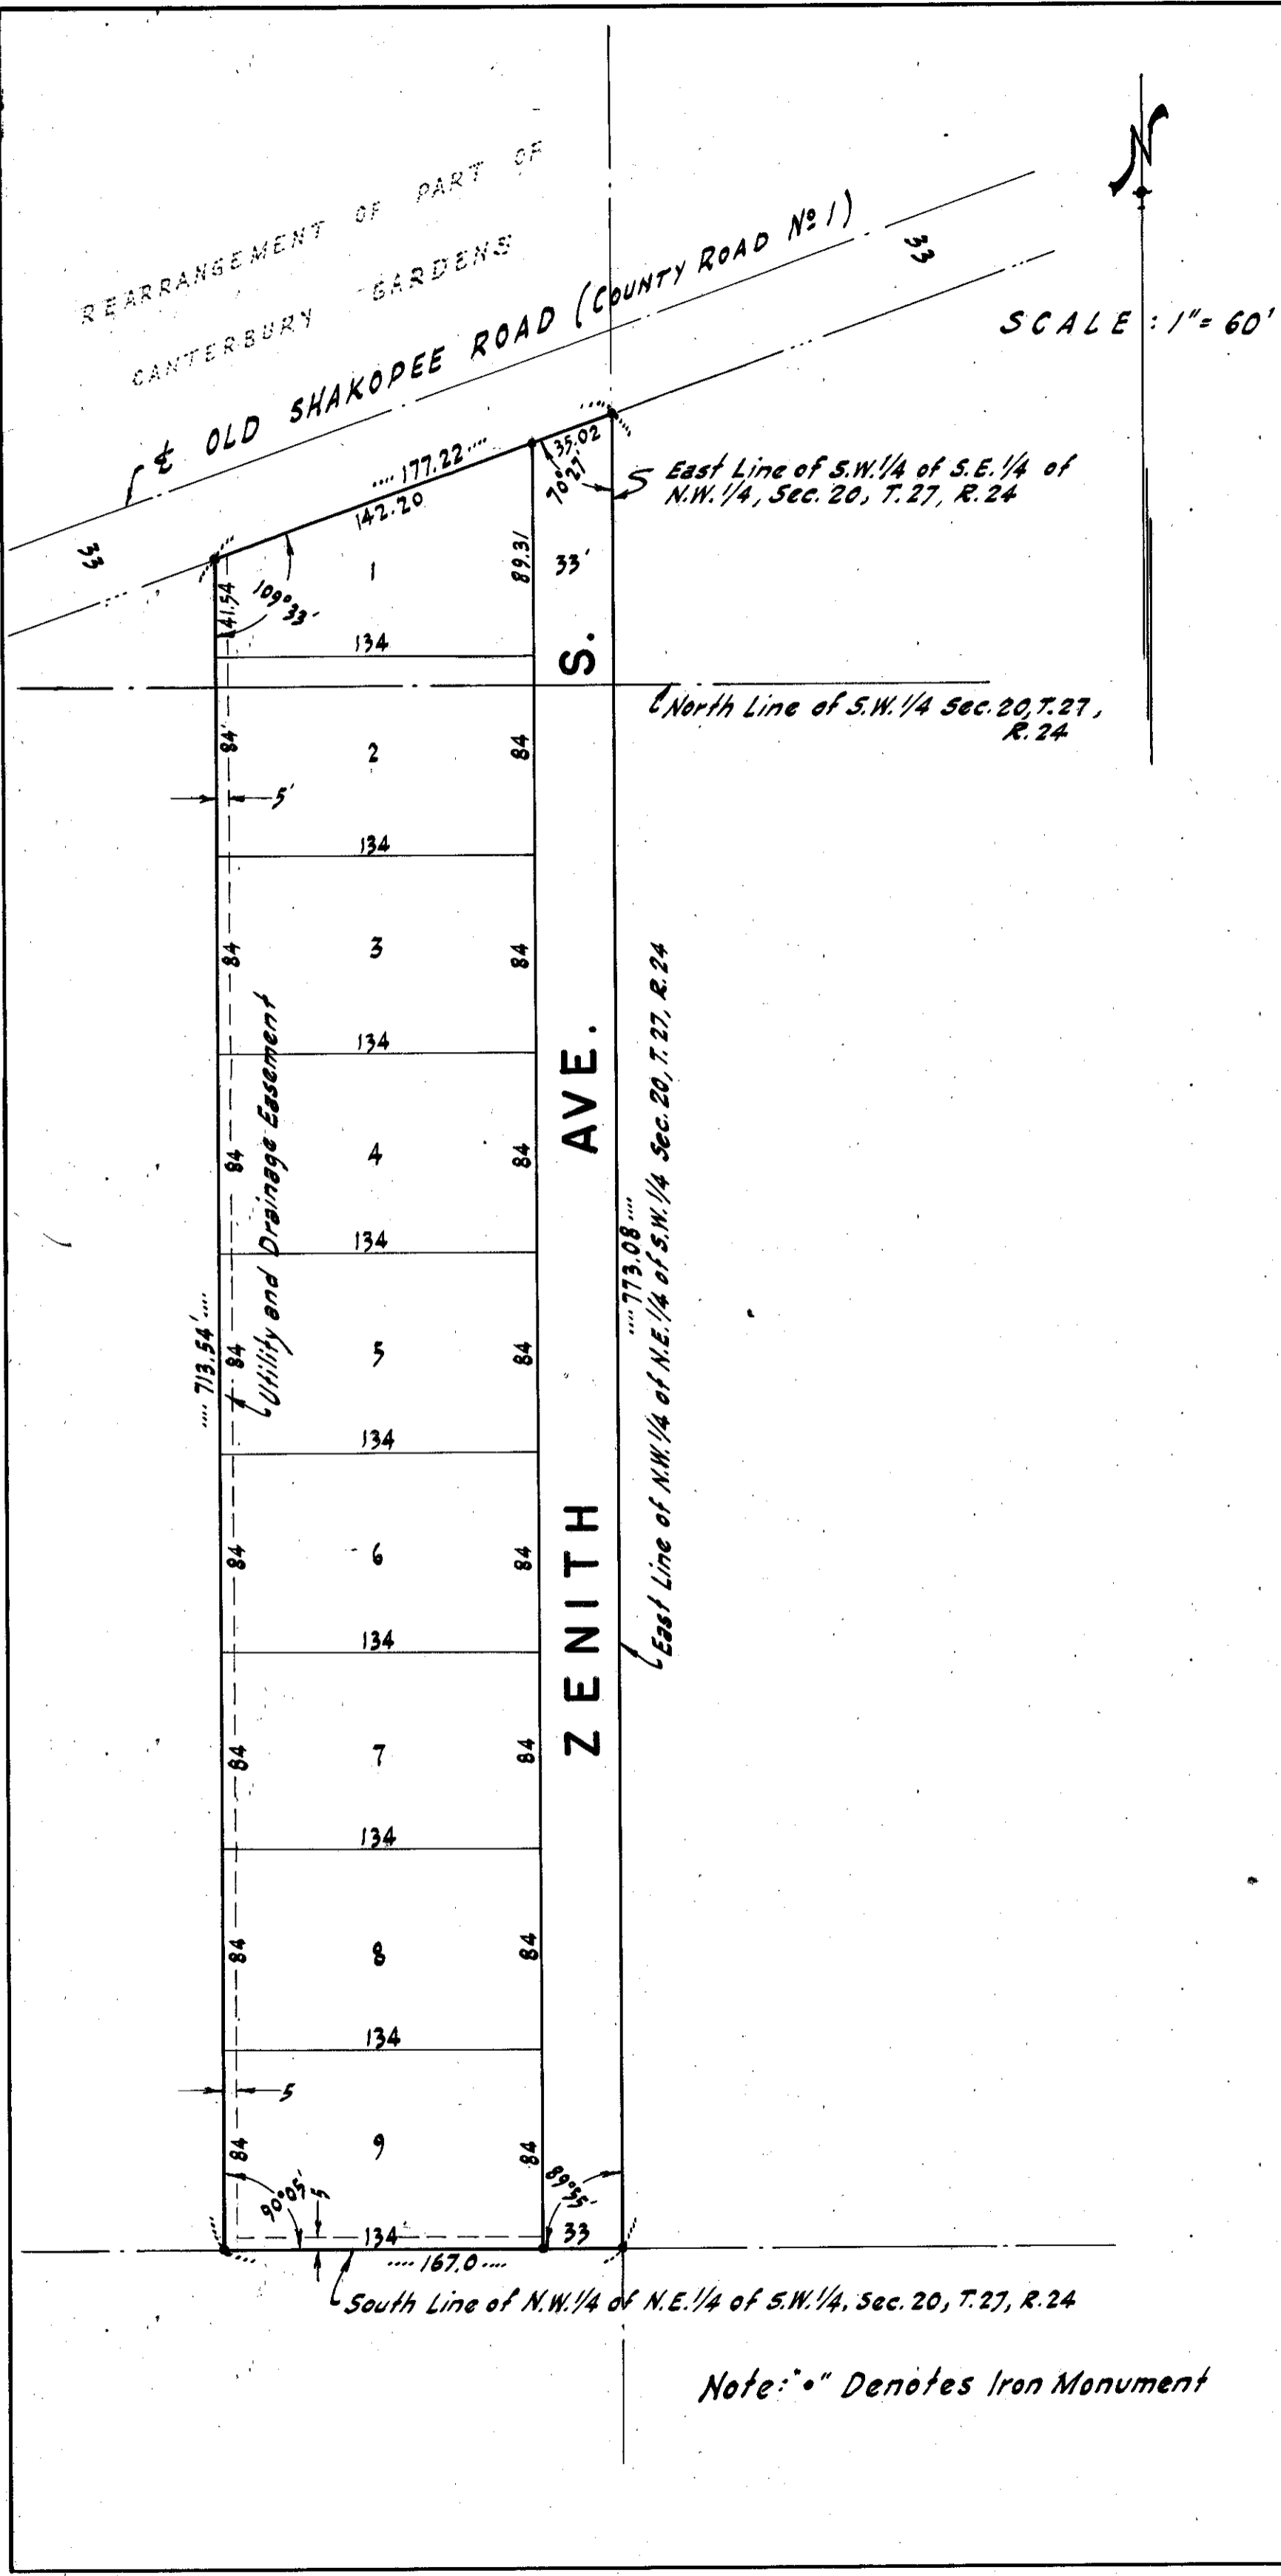 REARRANGEMENT OF PART OF
CANTERBURY GARDENS
℄ OLD SHAKOPEE ROAD (COUNTY ROAD Nº 1)
33
33
N
SCALE : 1" = 60'
.... 177.22 ....
142.20
35.02
70° 27'
East Line of S.W. 1/4 of S.E. 1/4 of
N.W. 1/4, Sec. 20, T. 27, R. 24
41.54
109° 33'
1
89.31
33'
134
North Line of S.W. 1/4 Sec. 20, T. 27,
R. 24
84'
2
84
5'
134
84
3
84
134
84
4
84
134
84
5
84
134
84
6
84
134
84
7
84
134
84
8
84
134
5
84
9
84
90° 05'
5
134
89° 55'
33
.... 167.0 ....
Utility and Drainage Easement
.... 713.54' ....
ZENITH AVE. S.
.... 773.08 ....
East Line of N.W. 1/4 of N.E. 1/4 of S.W. 1/4 Sec. 20, T. 27, R. 24
South Line of N.W. 1/4 of N.E. 1/4 of S.W. 1/4, Sec. 20, T. 27, R. 24
Note: "•" Denotes Iron Monument